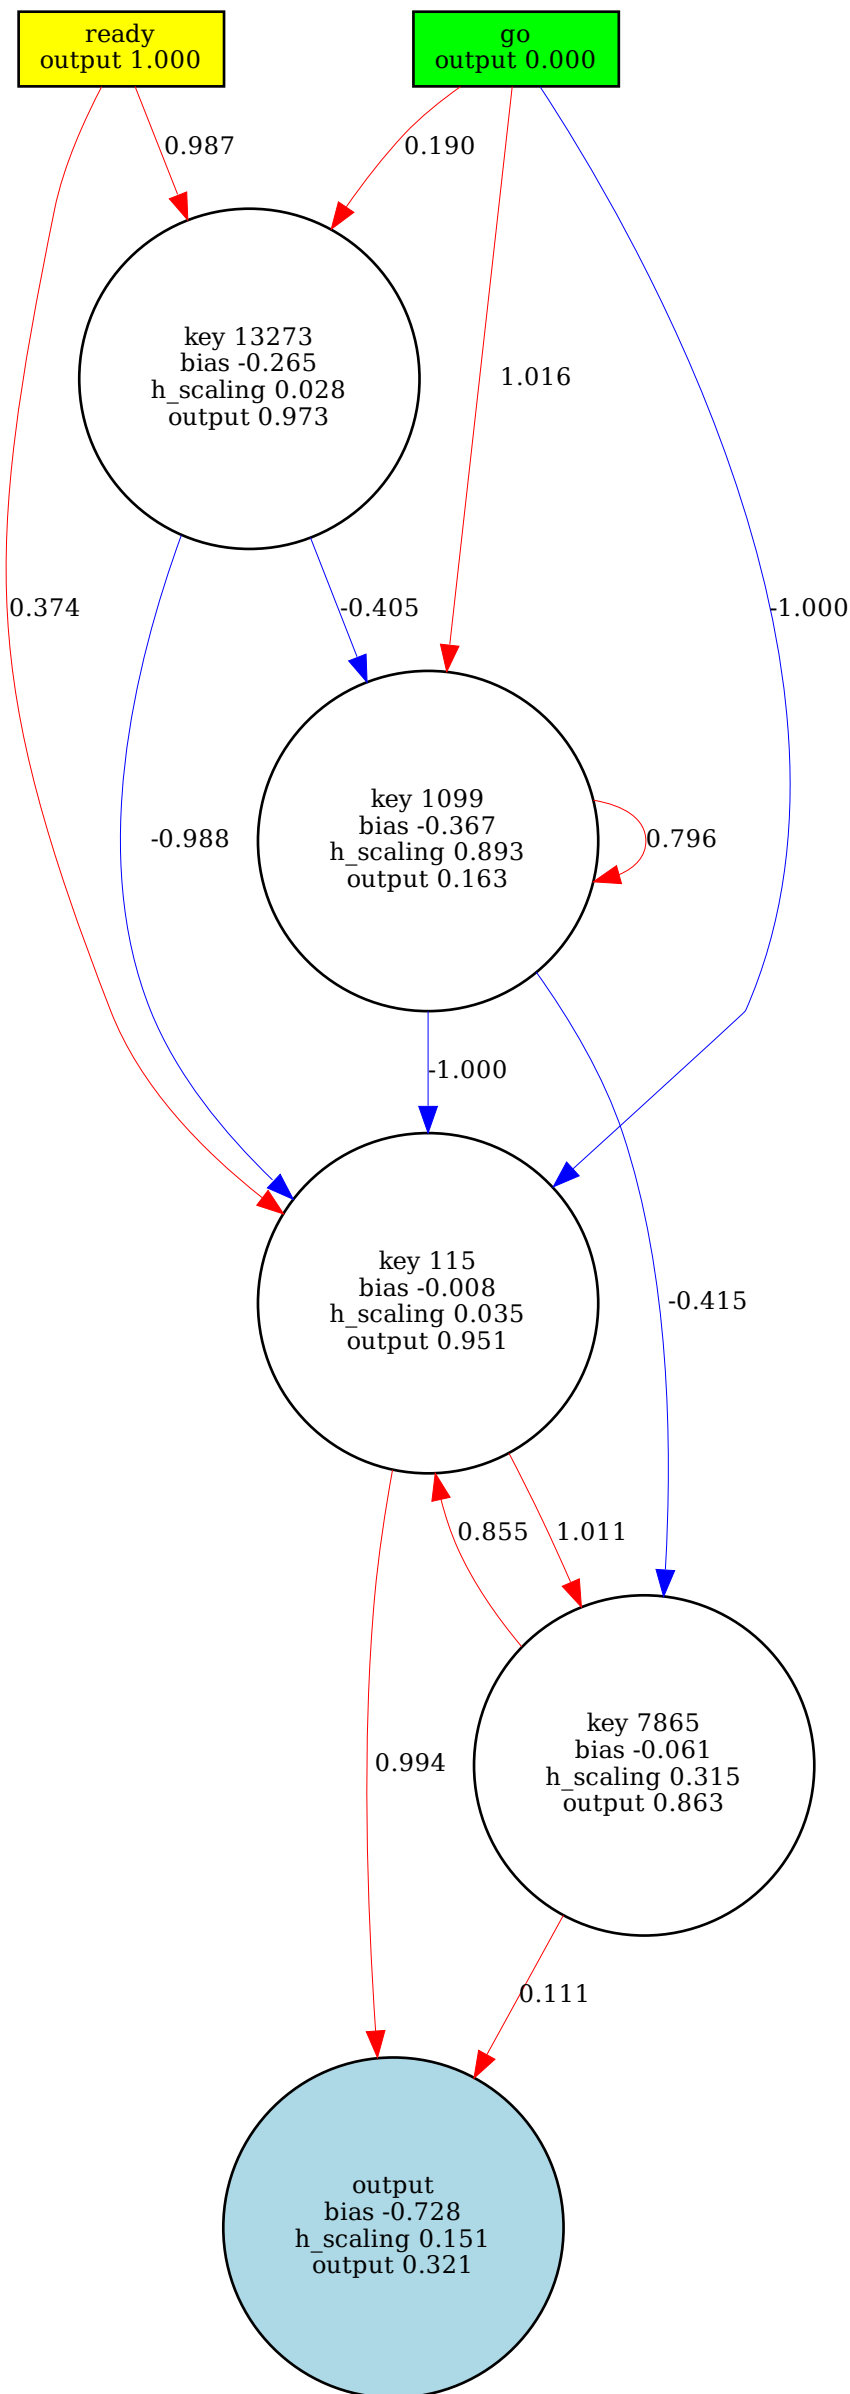 ready
output 1.000
go
output 0.000
0.987
0.190
key 13273
bias -0.265
h_scaling 0.028
output 0.973
1.016
0.374
-0.405
-1.000
key 1099
bias -0.367
h_scaling 0.893
output 0.163
-0.988
0.796
-1.000
key 115
bias -0.008
h_scaling 0.035
output 0.951
-0.415
0.855
1.011
key 7865
bias -0.061
h_scaling 0.315
output 0.863
0.994
0.111
output
bias -0.728
h_scaling 0.151
output 0.321